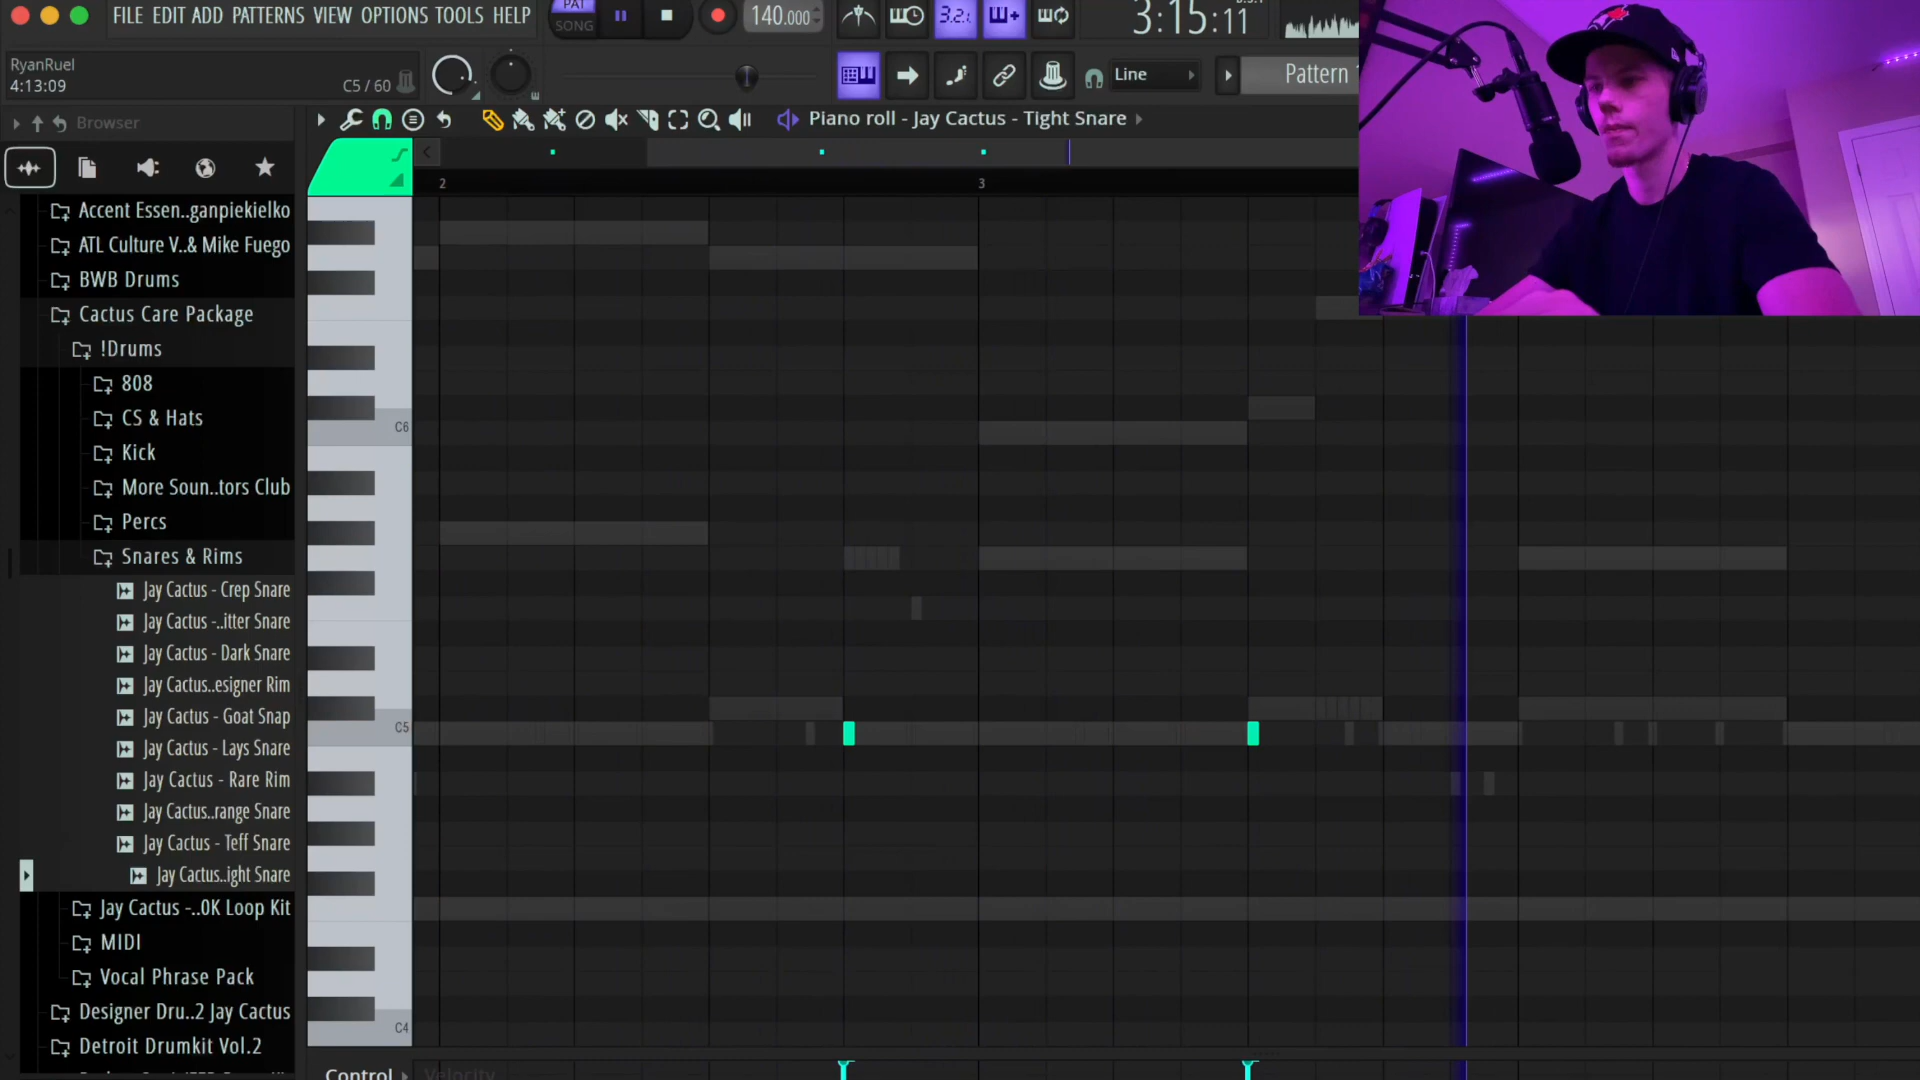 FILE EDIT ADD PATTERNS VIEW OPTIONS TOOLS HELP
PAT
SONG
140.000
3.2.
3:15:11
RyanRuel
4:13:09
C5 / 60
Line
Pattern
Browser
Piano roll - Jay Cactus - Tight Snare
2
3
Accent Essen..ganpiekielko
ATL Culture V..& Mike Fuego
BWB Drums
Cactus Care Package
!Drums
808
CS & Hats
Kick
More Soun..tors Club
Percs
Snares & Rims
Jay Cactus - Crep Snare
Jay Cactus -..itter Snare
Jay Cactus - Dark Snare
Jay Cactus..esigner Rim
Jay Cactus - Goat Snap
Jay Cactus - Lays Snare
Jay Cactus - Rare Rim
Jay Cactus..range Snare
Jay Cactus - Teff Snare
Jay Cactus..ight Snare
Jay Cactus -..0K Loop Kit
MIDI
Vocal Phrase Pack
Designer Dru..2 Jay Cactus
Detroit Drumkit Vol.2
C6
C5
C4
Control
Velocity